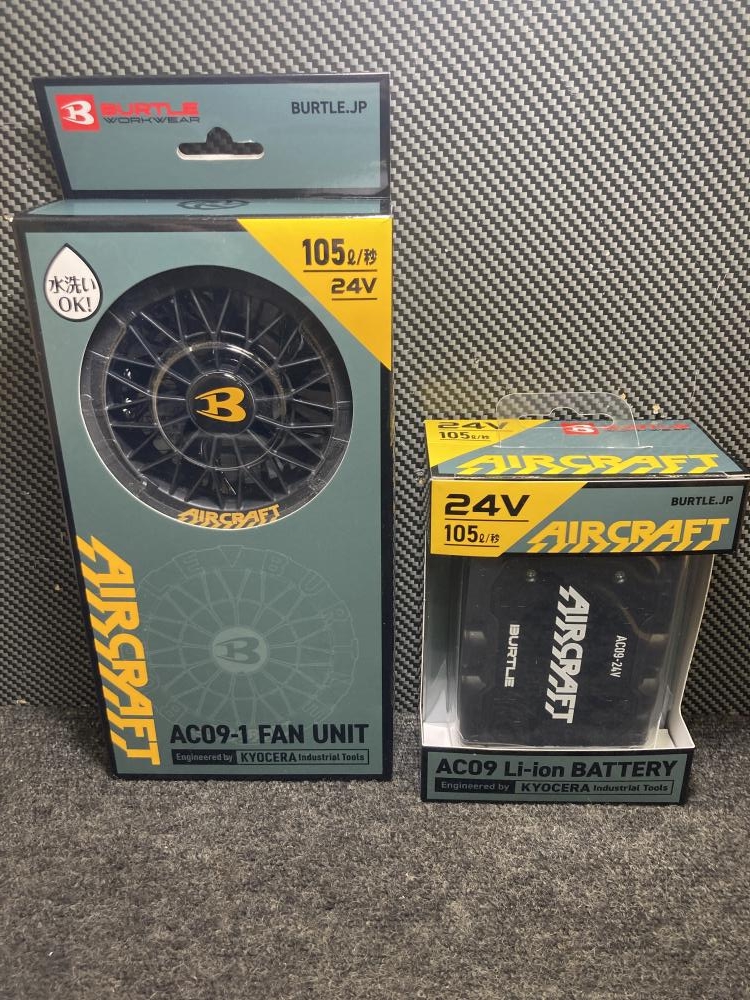 BURTLE
WORKWEAR
BURTLE.JP
105ℓ/秒
24V
水洗い
OK!
B
AIRCRAFT
AIRCRAFT
B
AC09-1 FAN UNIT
Engineered by KYOCERA Industrial Tools
24V
105ℓ/秒
BURTLE
AIRCRAFT
24V
105ℓ/秒
BURTLE.JP
AIRCRAFT
AIRCRAFT
BURTLE
AC09-24V
AC09 Li-ion BATTERY
Engineered by KYOCERA Industrial Tools